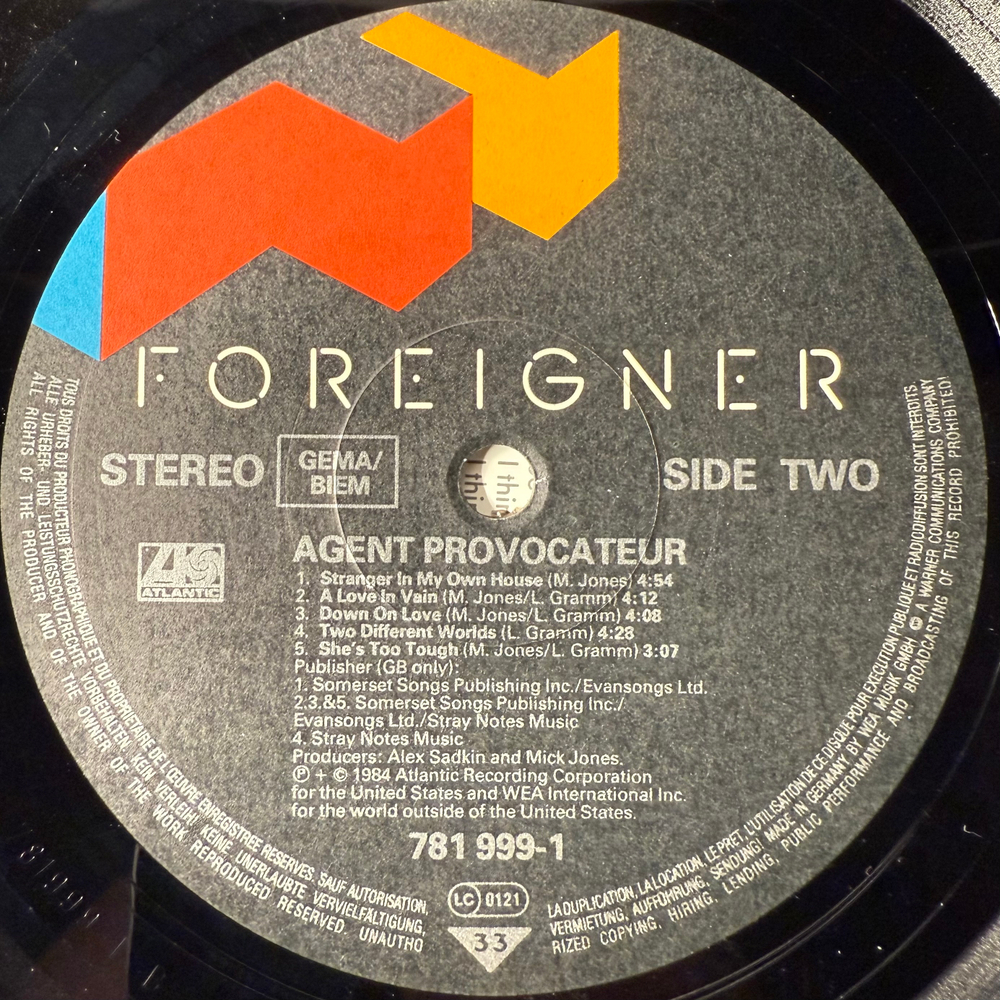 FOREIGNER
STEREO
GEMA/
BIEM
SIDE TWO
ATLANTIC
AGENT PROVOCATEUR
1. Stranger In My Own House (M. Jones) 4:54
2. A Love In Vain (M. Jones/L. Gramm) 4:12
3. Down On Love (M. Jones/L. Gramm) 4:08
4. Two Different Worlds (L. Gramm) 4:28
5. She's Too Tough (M. Jones/L. Gramm) 3:07
Publisher (GB only):
1. Somerset Songs Publishing Inc./Evansongs Ltd.
2.3.&5. Somerset Songs Publishing Inc./
Evansongs Ltd./Stray Notes Music
4. Stray Notes Music
Producers: Alex Sadkin and Mick Jones.
℗ + © 1984 Atlantic Recording Corporation
for the United States and WEA International Inc.
for the world outside of the United States.
781 999-1
LC 0121
33
TOUS DROITS DU PRODUCTEUR PHONOGRAPHIQUE ET DU PROPRIETAIRE DE L'ŒUVRE ENREGISTREE RESERVES. SAUF AUTORISATION,
LA DUPLICATION, LA LOCATION, LE PRET, L'UTILISATION DE CE DISQUE POUR EXECUTION PUBLIQUE ET RADIODIFFUSION SONT INTERDITS.
ALLE URHEBER- UND LEISTUNGSSCHUTZRECHTE VORBEHALTEN. KEIN VERLEIH! KEINE UNERLAUBTE VERVIELFÄLTIGUNG,
VERMIETUNG, AUFFÜHRUNG, SENDUNG! MADE IN GERMANY BY WEA MUSIK GMBH A WARNER COMMUNICATIONS COMPANY
ALL RIGHTS OF THE PRODUCER AND OF THE OWNER OF THE WORK REPRODUCED RESERVED. UNAUTHO
RIZED COPYING, HIRING, LENDING, PUBLIC PERFORMANCE AND BROADCASTING OF THIS RECORD PROHIBITED!
81999
I thi
thi